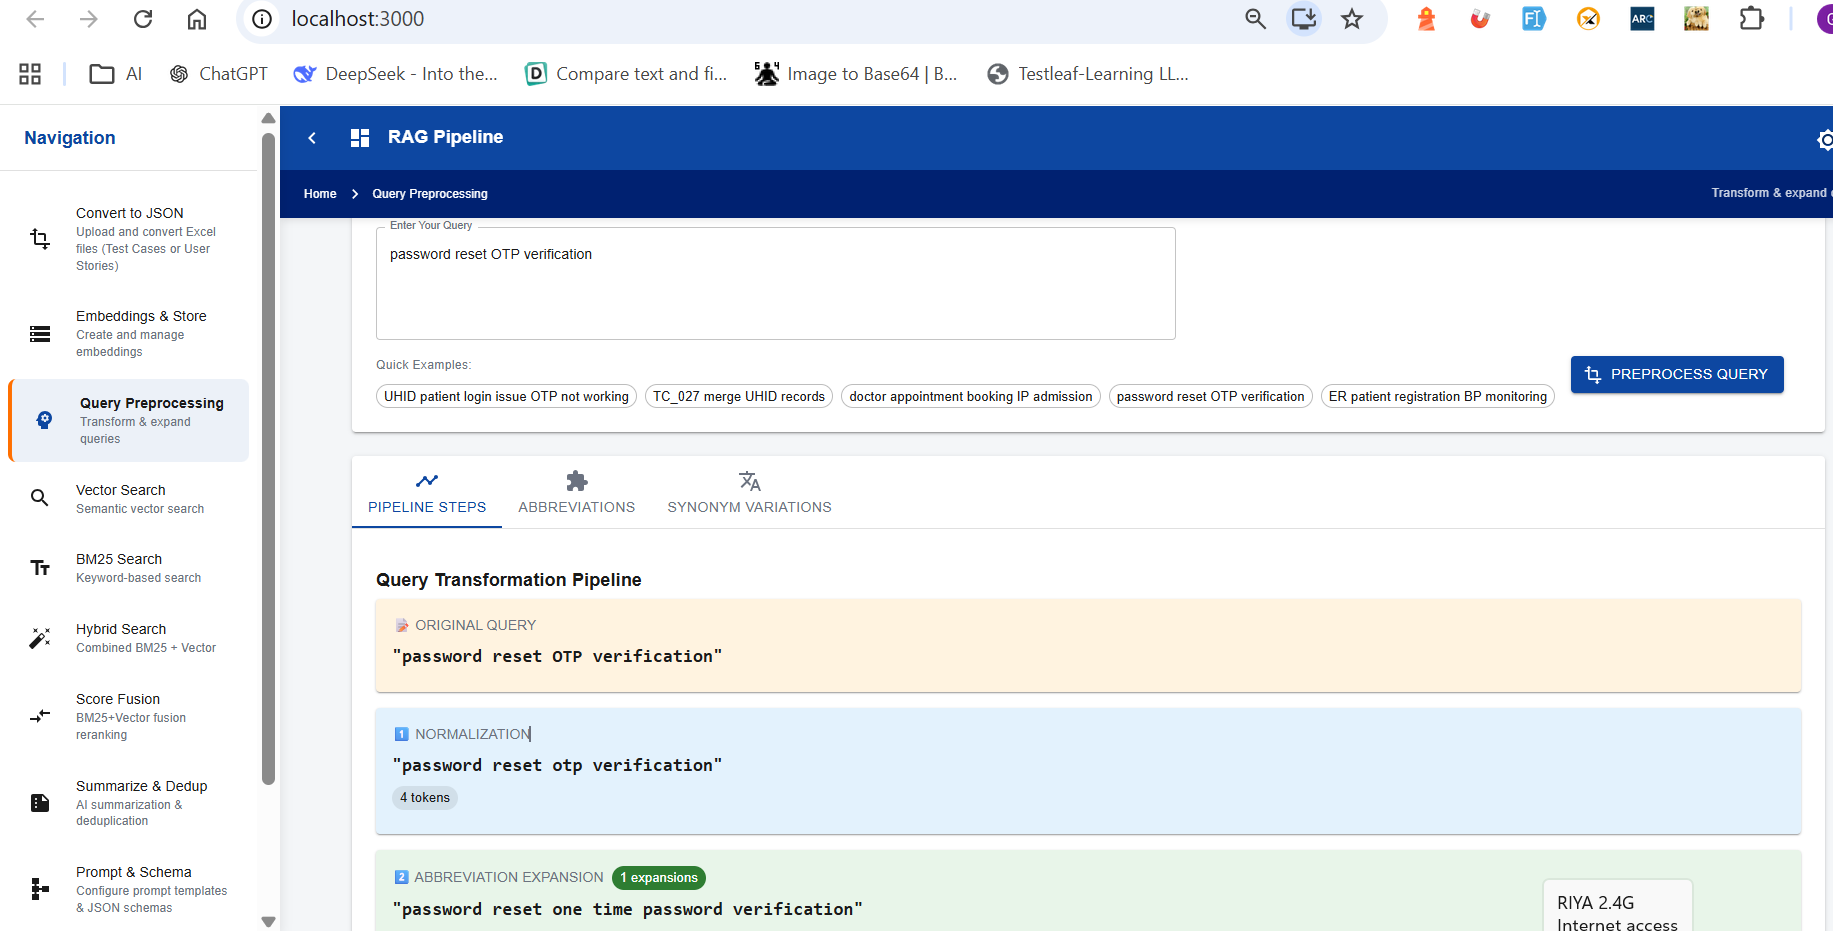 localhost:3000
AI
ChatGPT
DeepSeek - Into the...
Compare text and fi...
Image to Base64 | B...
Testleaf-Learning LL...
Navigation
Convert to JSON
Upload and convert Excel
files (Test Cases or User
Stories)
Embeddings & Store
Create and manage
embeddings
Query Preprocessing
Transform & expand
queries
Vector Search
Semantic vector search
BM25 Search
Keyword-based search
Hybrid Search
Combined BM25 + Vector
Score Fusion
BM25+Vector fusion
reranking
Summarize & Dedup
AI summarization &
deduplication
Prompt & Schema
Configure prompt templates
& JSON schemas
RAG Pipeline
Home > Query Preprocessing
Transform & expand
Enter Your Query
password reset OTP verification
Quick Examples:
UHID patient login issue OTP not working
TC_027 merge UHID records
doctor appointment booking IP admission
password reset OTP verification
ER patient registration BP monitoring
PREPROCESS QUERY
PIPELINE STEPS
ABBREVIATIONS
SYNONYM VARIATIONS
Query Transformation Pipeline
ORIGINAL QUERY
"password reset OTP verification"
1 NORMALIZATION
"password reset otp verification"
4 tokens
2 ABBREVIATION EXPANSION 1 expansions
"password reset one time password verification"
RIYA 2.4G
Internet access